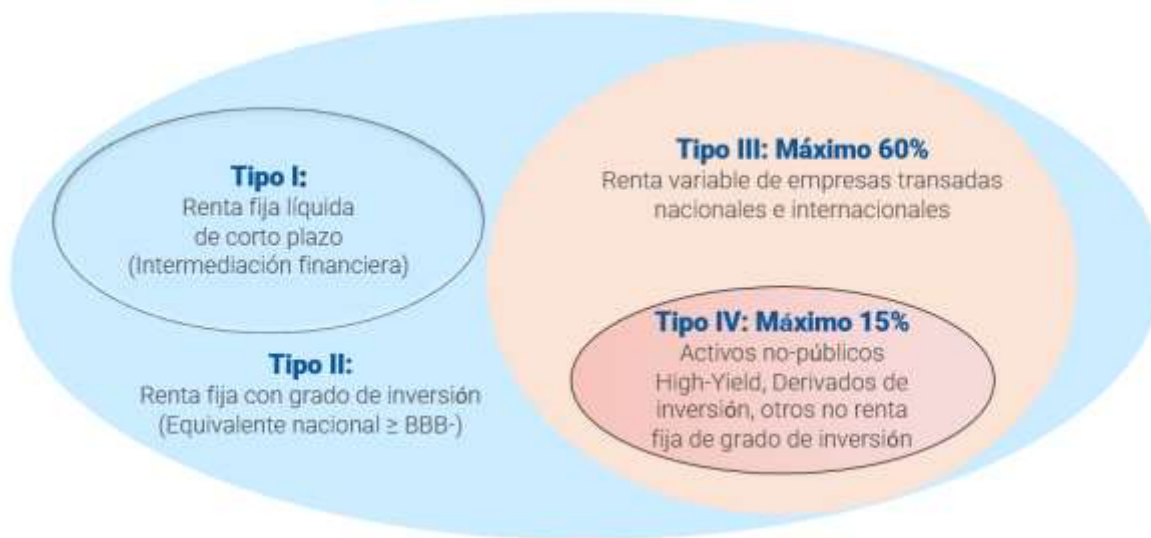 Tipo I:
Renta fija líquida
de corto plazo
(Intermediación financiera)
Tipo II:
Renta fija con grado de inversión
(Equivalente nacional ≥ BBB-)
Tipo III: Máximo 60%
Renta variable de empresas transadas
nacionales e internacionales
Tipo IV: Máximo 15%
Activos no-públicos
High-Yield, Derivados de
inversión, otros no renta
fija de grado de inversión